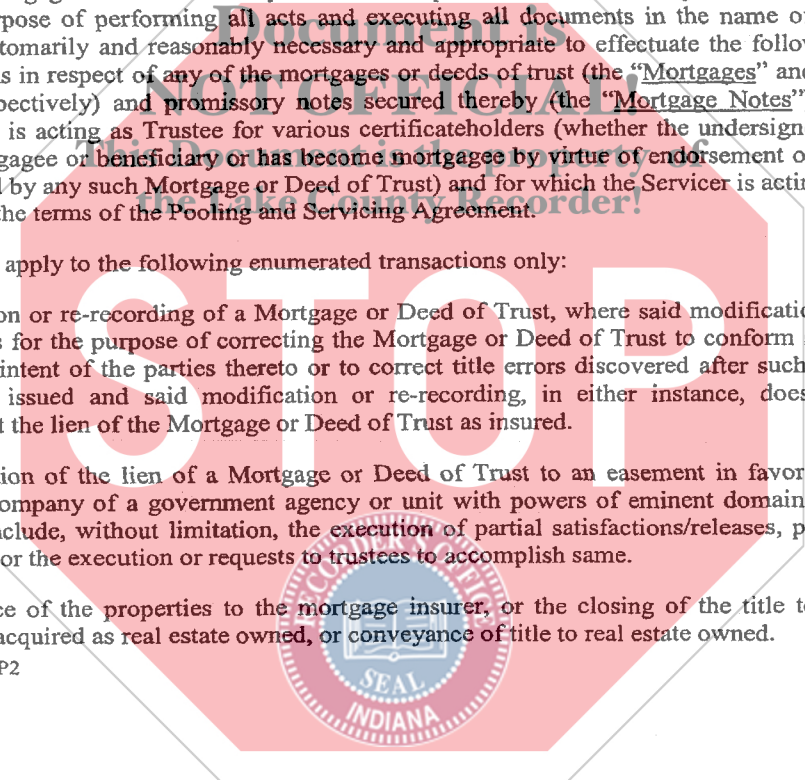 pose of performing all acts and executing all documents in the name o
Document is
tomarily and reasonably necessary and appropriate to effectuate the follo
s in respect of any of the mortgages or deeds of trust (the "Mortgages" and
NOT OFFICIAL!
pectively) and promissory notes secured thereby (the "Mortgage Notes"
is acting as Trustee for various certificateholders (whether the undersign
This Document is the property of
gagee or beneficiary or has become mortgagee by virtue of endorsement o
by any such Mortgage or Deed of Trust) and for which the Servicer is actin
the Lake County Recorder!
the terms of the Pooling and Servicing Agreement.
apply to the following enumerated transactions only:
on or re-recording of a Mortgage or Deed of Trust, where said modificatio
s for the purpose of correcting the Mortgage or Deed of Trust to conform
intent of the parties thereto or to correct title errors discovered after such
issued and said modification or re-recording, in either instance, does
t the lien of the Mortgage or Deed of Trust as insured.
STOP
ion of the lien of a Mortgage or Deed of Trust to an easement in favor
ompany of a government agency or unit with powers of eminent domain
clude, without limitation, the execution of partial satisfactions/releases, p
or the execution or requests to trustees to accomplish same.
ce of the properties to the mortgage insurer, or the closing of the title t
acquired as real estate owned, or conveyance of title to real estate owned.
P2
RECORDER'S OFFICE
SEAL
INDIANA